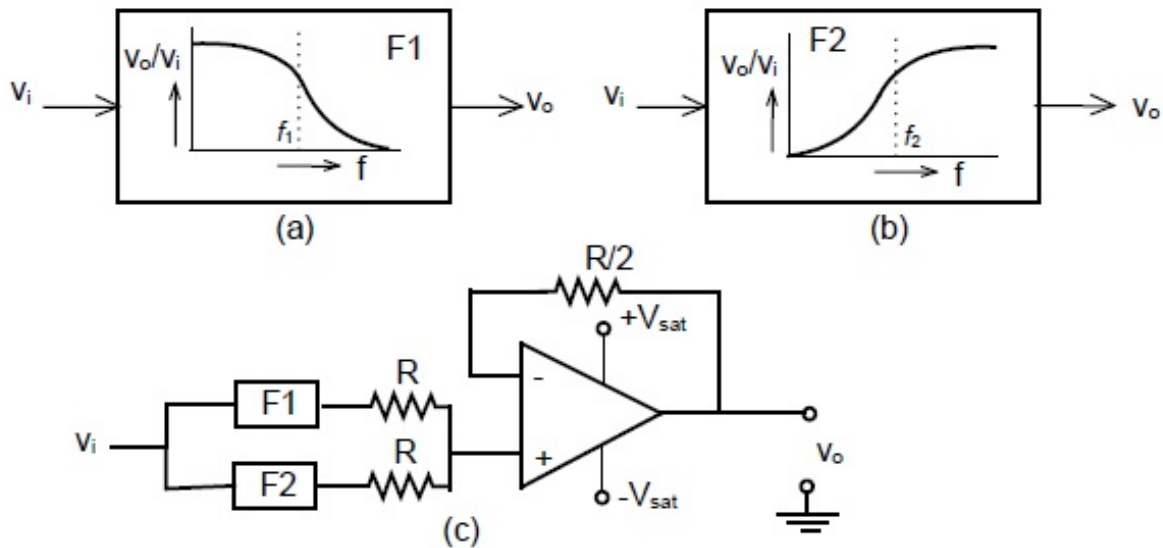 F1
vₒ/vᵢ
vᵢ
vₒ
f₁
f
(a)
F2
vₒ/vᵢ
vᵢ
vₒ
f₂
f
(b)
R/2
+Vsat
R
-
F1
vᵢ
R
+
F2
vₒ
-Vsat
(c)